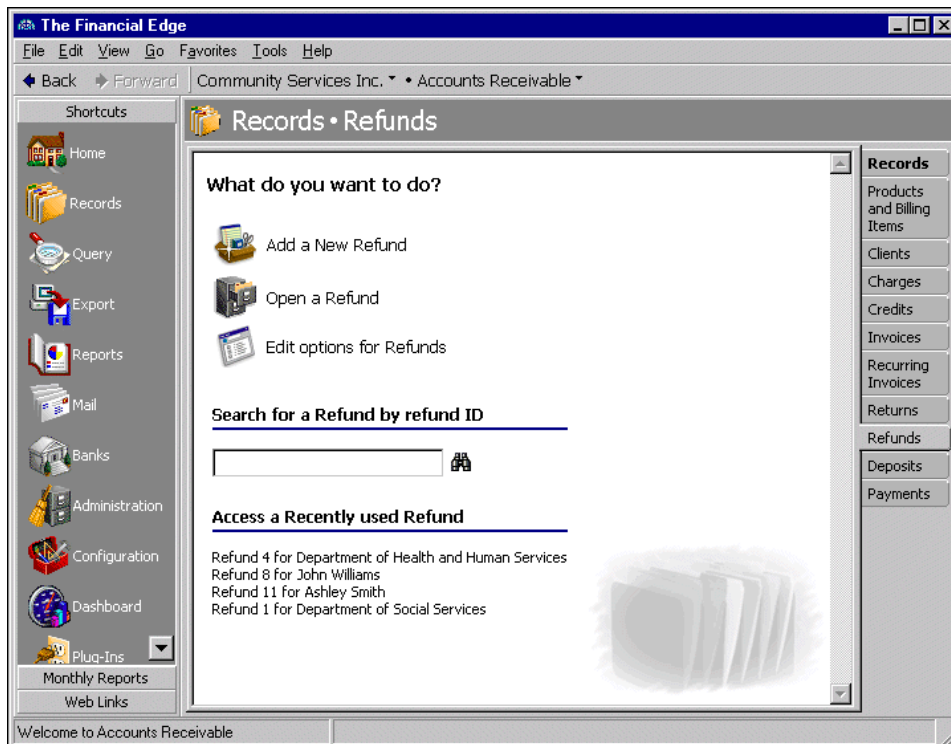 The Financial Edge
File Edit View Go Favorites Tools Help
Back Forward Community Services Inc. • Accounts Receivable
Shortcuts
Home
Records
Query
Export
Reports
Mail
Banks
Administration
Configuration
Dashboard
Plug-Ins
Monthly Reports
Web Links
Records • Refunds
What do you want to do?
Add a New Refund
Open a Refund
Edit options for Refunds
Search for a Refund by refund ID
Access a Recently used Refund
Refund 4 for Department of Health and Human Services
Refund 8 for John Williams
Refund 11 for Ashley Smith
Refund 1 for Department of Social Services
Records
Products
and Billing
Items
Clients
Charges
Credits
Invoices
Recurring
Invoices
Returns
Refunds
Deposits
Payments
Welcome to Accounts Receivable